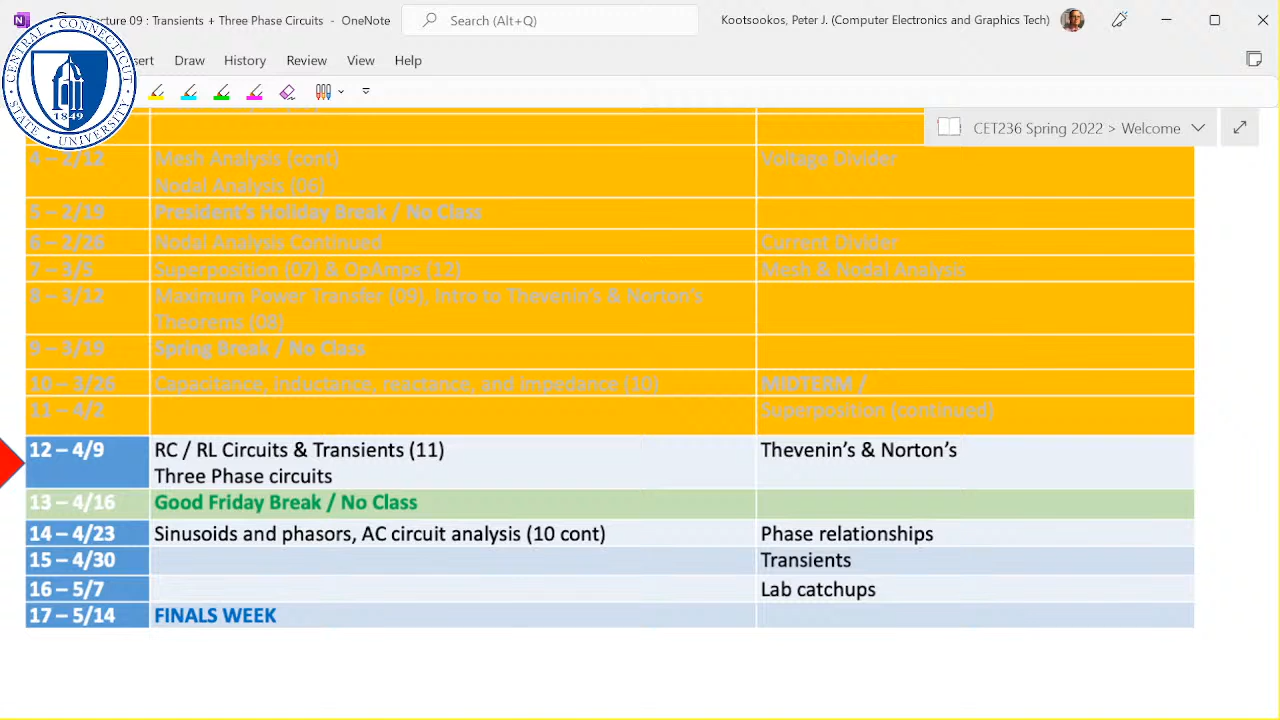 ecture 09 : Transients + Three Phase Circuits - OneNote
Search (Alt+Q)
Kootsookos, Peter J. (Computer Electronics and Graphics Tech)
CENTRAL CONNECTICUT STATE UNIVERSITY
1849
sert Draw History Review View Help
CET236 Spring 2022 > Welcome
4 – 2/12 Mesh Analysis (cont) Voltage Divider
Nodal Analysis (06)
5 – 2/19 President's Holiday Break / No Class
6 – 2/26 Nodal Analysis Continued Current Divider
7 – 3/5 Superposition (07) & OpAmps (12) Mesh & Nodal Analysis
8 – 3/12 Maximum Power Transfer (09), Intro to Thevenin's & Norton's
Theorems (08)
9 – 3/19 Spring Break / No Class
10 – 3/26 Capacitance, inductance, reactance, and impedance (10) MIDTERM /
11 – 4/2 Superposition (continued)
12 – 4/9 RC / RL Circuits & Transients (11) Thevenin's & Norton's
Three Phase circuits
13 – 4/16 Good Friday Break / No Class
14 – 4/23 Sinusoids and phasors, AC circuit analysis (10 cont) Phase relationships
15 – 4/30 Transients
16 – 5/7 Lab catchups
17 – 5/14 FINALS WEEK